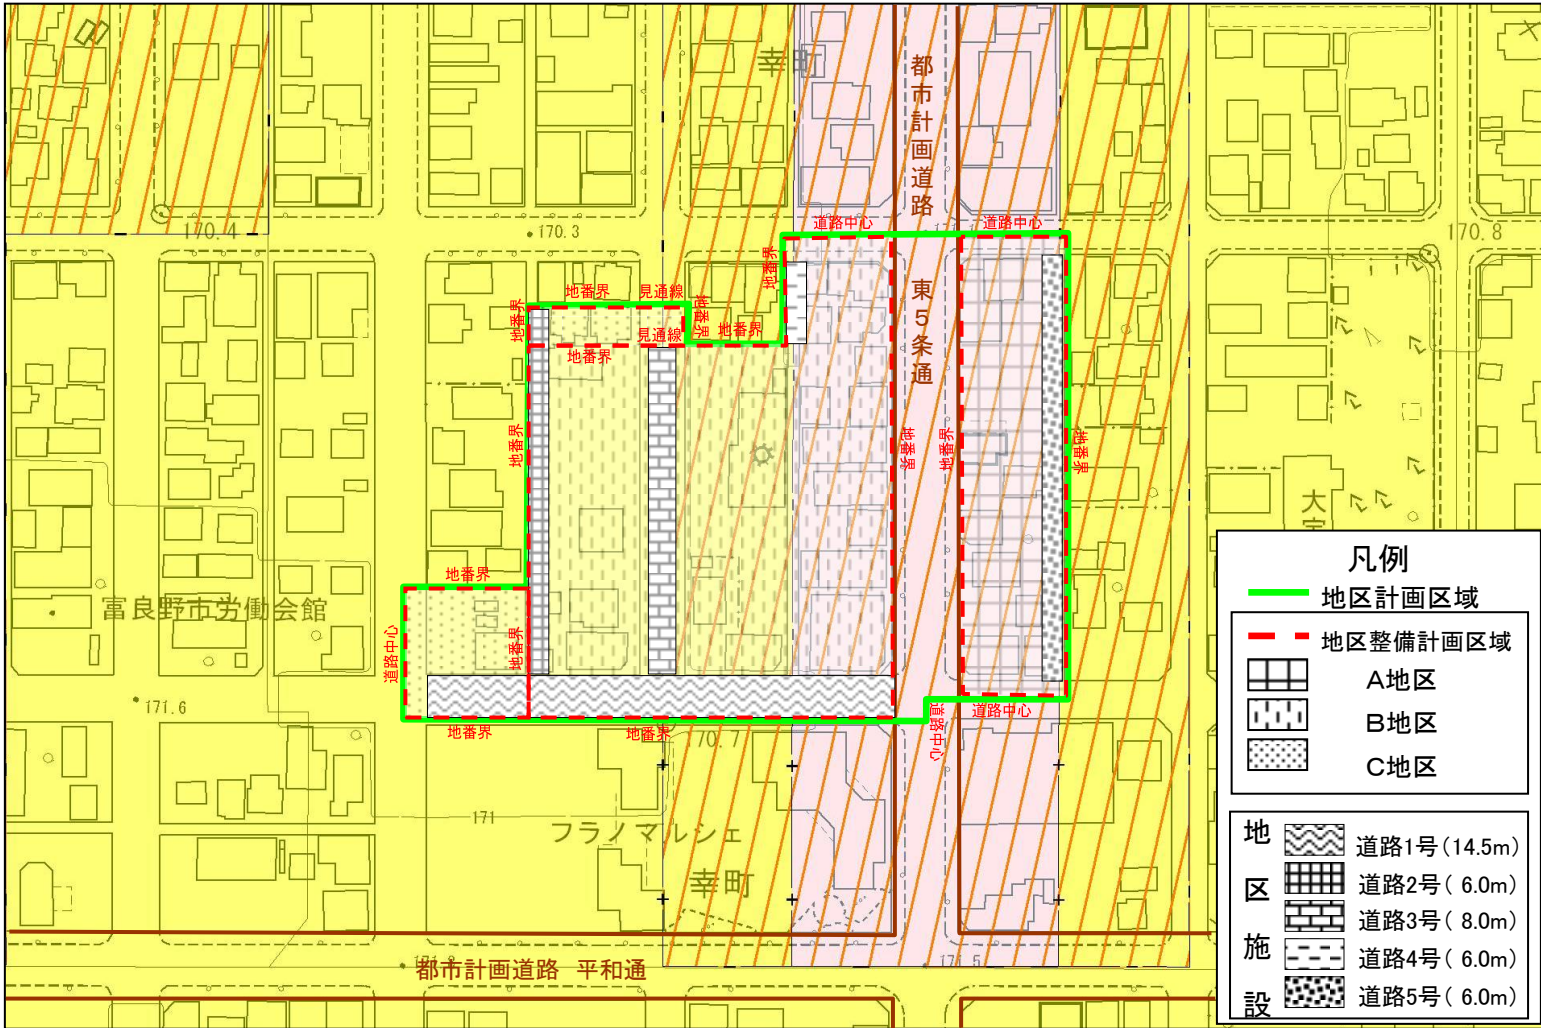 幸町
都市計画道路
東5条通
170.4
170.3
170.8
道路中心
道路中心
地番界
地番界
見通線
地番界
地番界
見通線
地番界
地番界
地番界
地番界
地番界
地番界
地番界
地番界
道路中心
富良野市労働会館
171.6
地番界
地番界
170.7
道路中心
道路中心
171
フラノマルシェ
幸町
都市計画道路 平和通
171.5
凡例
地区計画区域
地区整備計画区域
A地区
B地区
C地区
地区施設
道路1号(14.5m)
道路2号( 6.0m)
道路3号( 8.0m)
道路4号( 6.0m)
道路5号( 6.0m)